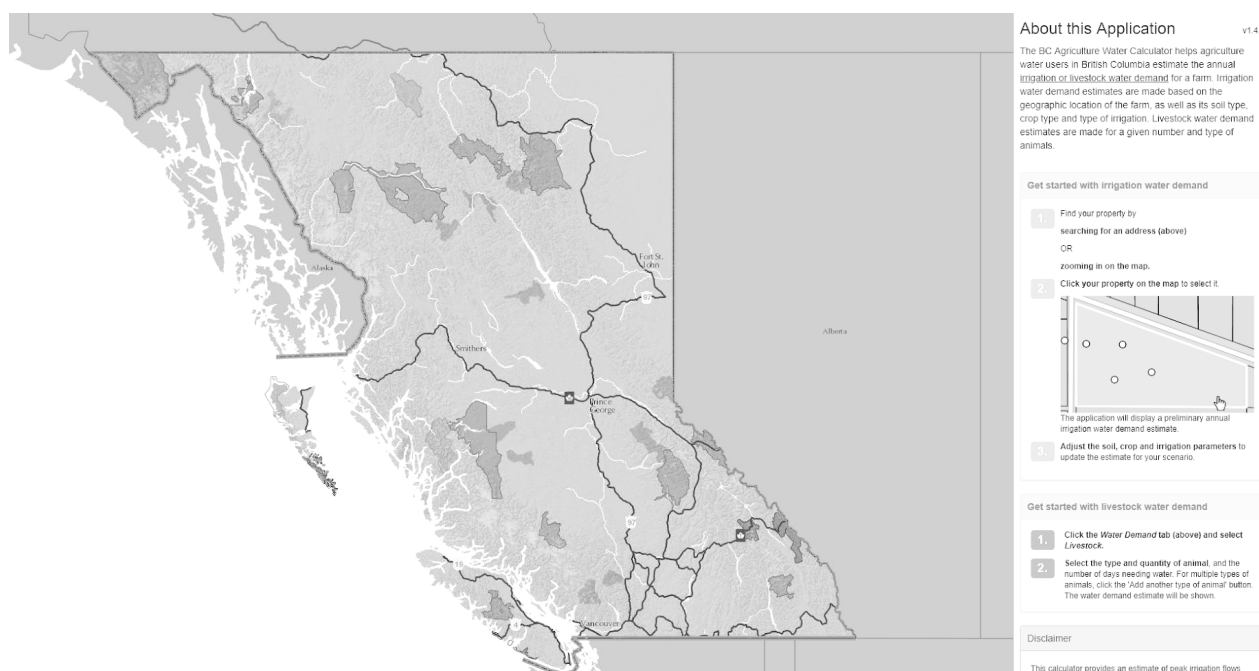 About this Application
v1.4
The BC Agriculture Water Calculator helps agriculture
water users in British Columbia estimate the annual
irrigation or livestock water demand for a farm. Irrigation
water demand estimates are made based on the
geographic location of the farm, as well as its soil type,
crop type and type of irrigation. Livestock water demand
estimates are made for a given number and type of
animals.
Get started with irrigation water demand
1.
Find your property by
searching for an address (above)
OR
zooming in on the map.
2.
Click your property on the map to select it.
The application will display a preliminary annual
irrigation water demand estimate.
3.
Adjust the soil, crop and irrigation parameters to
update the estimate for your scenario.
Get started with livestock water demand
1.
Click the Water Demand tab (above) and select
Livestock.
2.
Select the type and quantity of animal, and the
number of days needing water. For multiple types of
animals, click the 'Add another type of animal' button.
The water demand estimate will be shown.
Disclaimer
This calculator provides an estimate of peak irrigation flows
Alaska
Fort St.
John
97
Alberta
Smithers
Prince
George
97
19
4
Vancouver